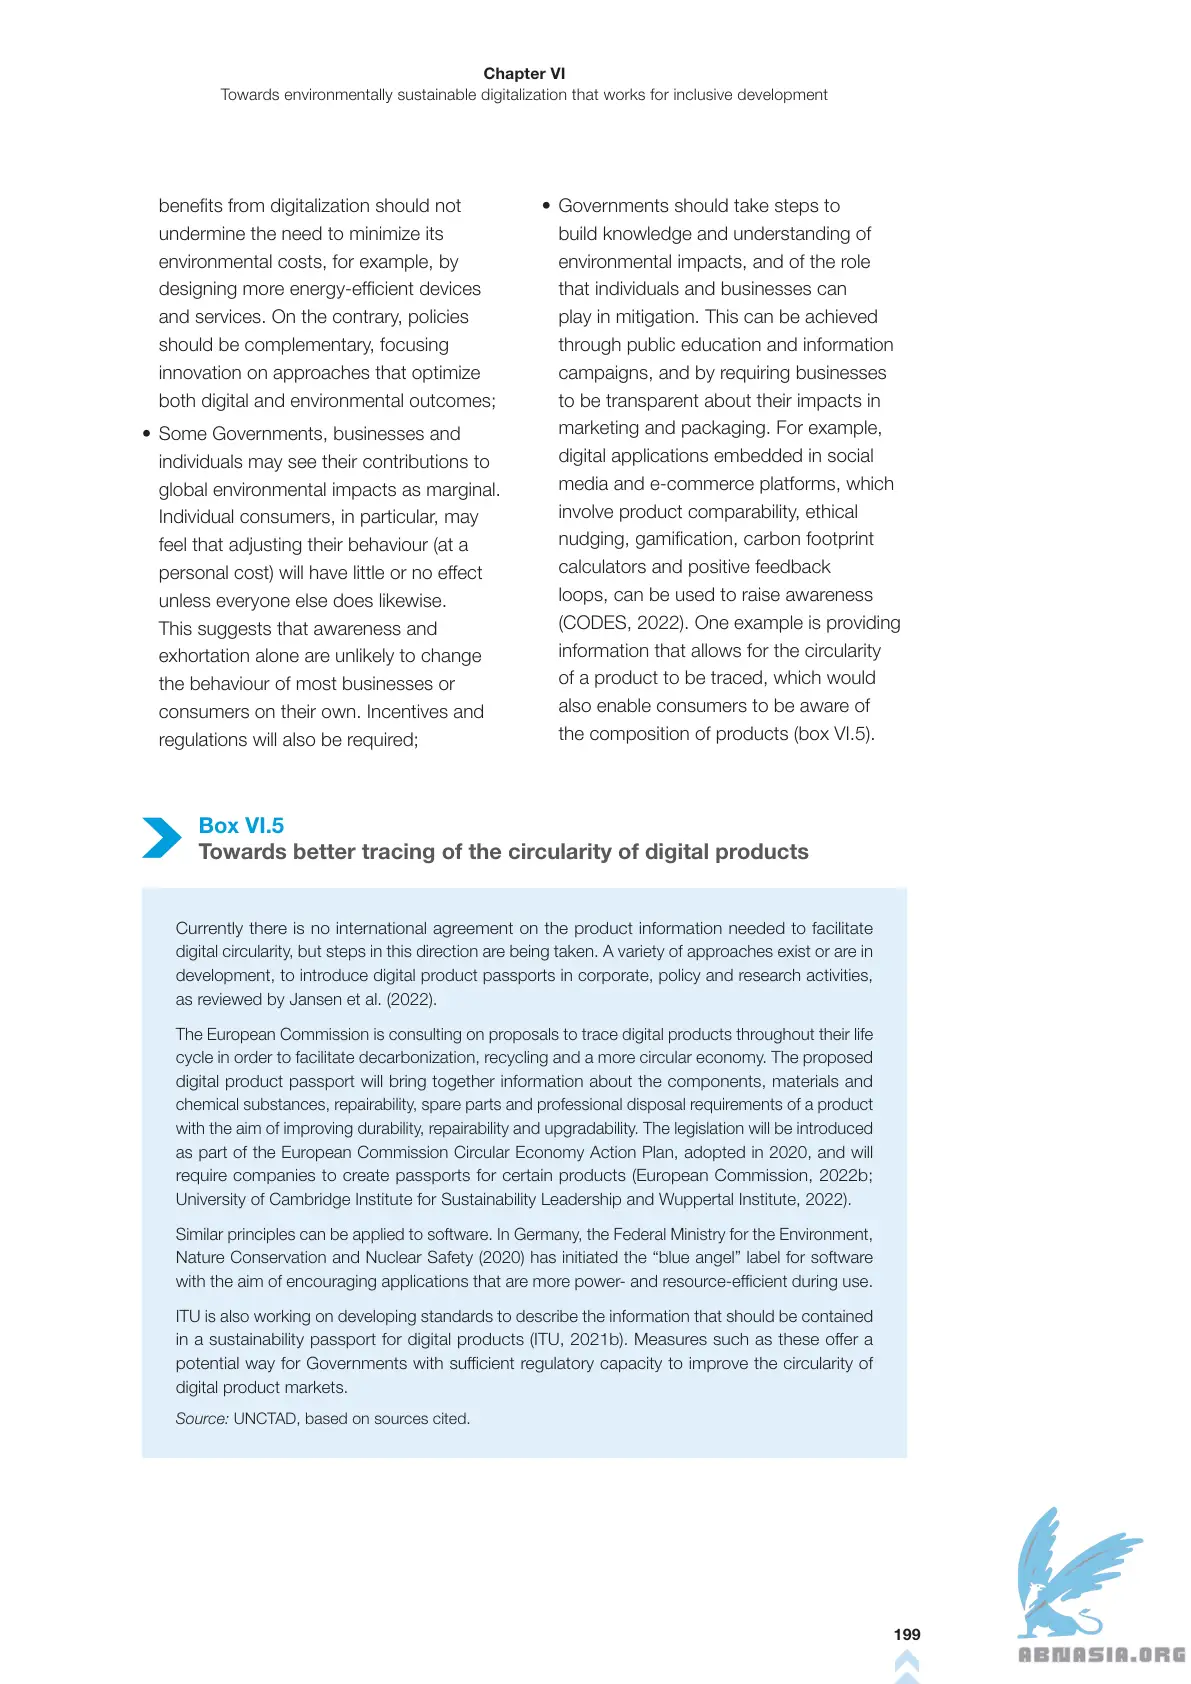 Chapter VI
Towards environmentally sustainable digitalization that works for inclusive development
benefits from digitalization should not
undermine the need to minimize its
environmental costs, for example, by
designing more energy-efficient devices
and services. On the contrary, policies
should be complementary, focusing
innovation on approaches that optimize
both digital and environmental outcomes;
• Some Governments, businesses and
individuals may see their contributions to
global environmental impacts as marginal.
Individual consumers, in particular, may
feel that adjusting their behaviour (at a
personal cost) will have little or no effect
unless everyone else does likewise.
This suggests that awareness and
exhortation alone are unlikely to change
the behaviour of most businesses or
consumers on their own. Incentives and
regulations will also be required;
• Governments should take steps to
build knowledge and understanding of
environmental impacts, and of the role
that individuals and businesses can
play in mitigation. This can be achieved
through public education and information
campaigns, and by requiring businesses
to be transparent about their impacts in
marketing and packaging. For example,
digital applications embedded in social
media and e-commerce platforms, which
involve product comparability, ethical
nudging, gamification, carbon footprint
calculators and positive feedback
loops, can be used to raise awareness
(CODES, 2022). One example is providing
information that allows for the circularity
of a product to be traced, which would
also enable consumers to be aware of
the composition of products (box VI.5).
Box VI.5
Towards better tracing of the circularity of digital products
Currently there is no international agreement on the product information needed to facilitate
digital circularity, but steps in this direction are being taken. A variety of approaches exist or are in
development, to introduce digital product passports in corporate, policy and research activities,
as reviewed by Jansen et al. (2022).
The European Commission is consulting on proposals to trace digital products throughout their life
cycle in order to facilitate decarbonization, recycling and a more circular economy. The proposed
digital product passport will bring together information about the components, materials and
chemical substances, repairability, spare parts and professional disposal requirements of a product
with the aim of improving durability, repairability and upgradability. The legislation will be introduced
as part of the European Commission Circular Economy Action Plan, adopted in 2020, and will
require companies to create passports for certain products (European Commission, 2022b;
University of Cambridge Institute for Sustainability Leadership and Wuppertal Institute, 2022).
Similar principles can be applied to software. In Germany, the Federal Ministry for the Environment,
Nature Conservation and Nuclear Safety (2020) has initiated the “blue angel” label for software
with the aim of encouraging applications that are more power- and resource-efficient during use.
ITU is also working on developing standards to describe the information that should be contained
in a sustainability passport for digital products (ITU, 2021b). Measures such as these offer a
potential way for Governments with sufficient regulatory capacity to improve the circularity of
digital product markets.
Source: UNCTAD, based on sources cited.
199
ABNASIA.ORG